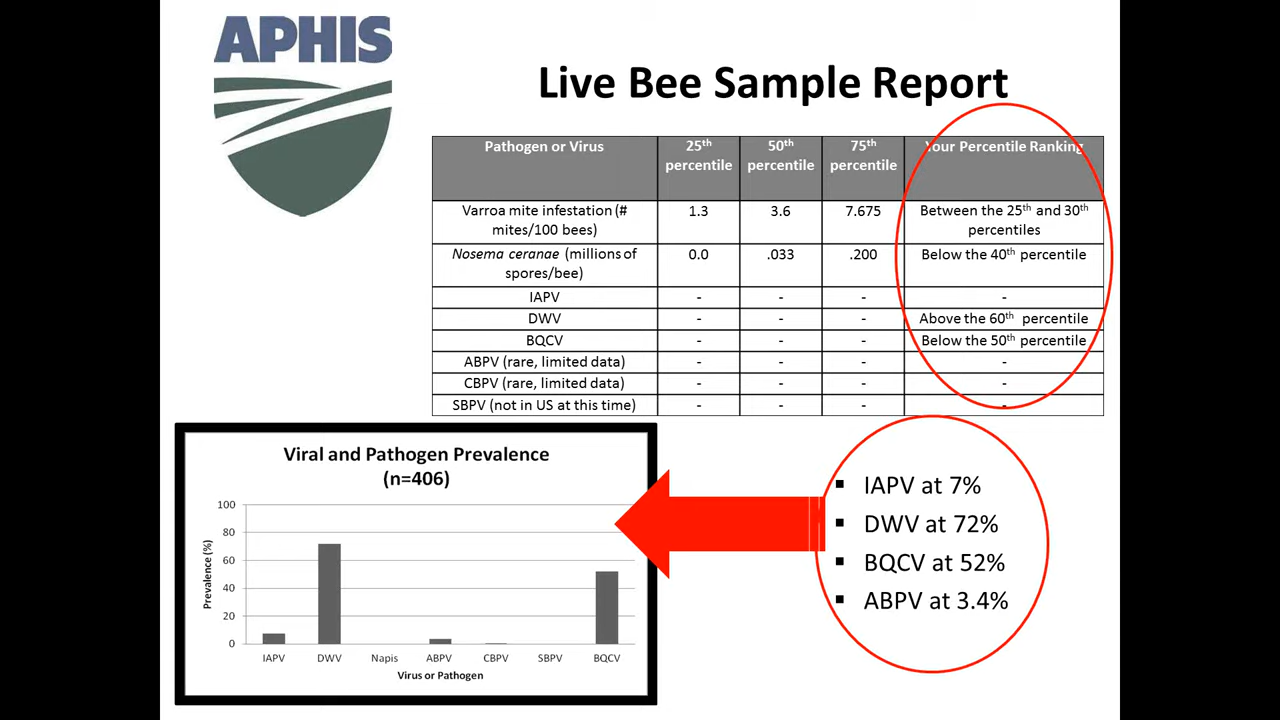 APHIS
Live Bee Sample Report
Pathogen or Virus 25th percentile 50th percentile 75th percentile Your Percentile Ranking
Varroa mite infestation (# mites/100 bees) 1.3 3.6 7.675 Between the 25th and 30th percentiles
Nosema ceranae (millions of spores/bee) 0.0 .033 .200 Below the 40th percentile
IAPV - - - -
DWV - - - Above the 60th percentile
BQCV - - - Below the 50th percentile
ABPV (rare, limited data) - - - -
CBPV (rare, limited data) - - - -
SBPV (not in US at this time) - - - -
Viral and Pathogen Prevalence
(n=406)
Prevalence (%)
100
80
60
40
20
0
IAPV DWV Napis ABPV CBPV SBPV BQCV
Virus or Pathogen
▪ IAPV at 7%
▪ DWV at 72%
▪ BQCV at 52%
▪ ABPV at 3.4%